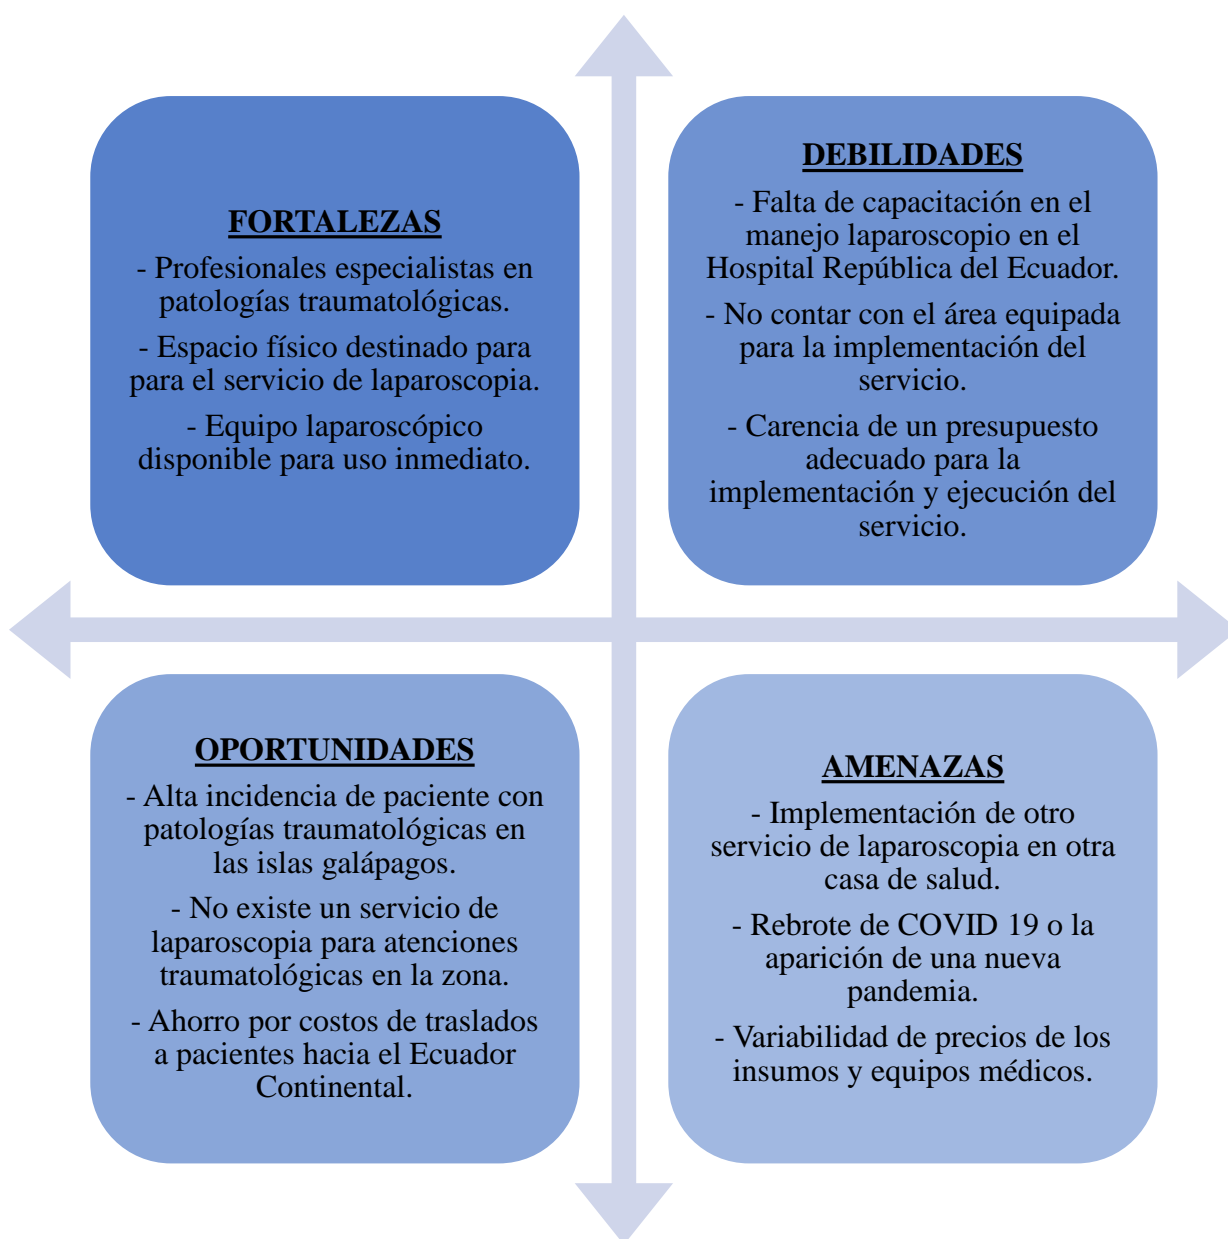 FORTALEZAS
- Profesionales especialistas en
patologías traumatológicas.
- Espacio físico destinado para
para el servicio de laparoscopia.
- Equipo laparoscópico
disponible para uso inmediato.
DEBILIDADES
- Falta de capacitación en el
manejo laparoscopio en el
Hospital República del Ecuador.
- No contar con el área equipada
para la implementación del
servicio.
- Carencia de un presupuesto
adecuado para la
implementación y ejecución del
servicio.
OPORTUNIDADES
- Alta incidencia de paciente con
patologías traumatológicas en
las islas galápagos.
- No existe un servicio de
laparoscopia para atenciones
traumatológicas en la zona.
- Ahorro por costos de traslados
a pacientes hacia el Ecuador
Continental.
AMENAZAS
- Implementación de otro
servicio de laparoscopia en otra
casa de salud.
- Rebrote de COVID 19 o la
aparición de una nueva
pandemia.
- Variabilidad de precios de los
insumos y equipos médicos.